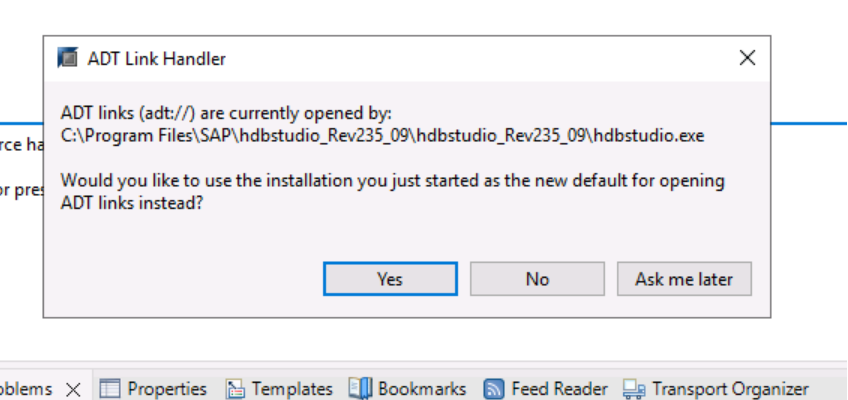 ADT Link Handler
ADT links (adt://) are currently opened by:
rce ha
C:\Program Files\SAP\hdbstudio_Rev235_09\hdbstudio_Rev235_09\hdbstudio.exe
or pres
Would you like to use the installation you just started as the new default for opening
ADT links instead?
Yes No Ask me later
oblems Properties Templates Bookmarks Feed Reader Transport Organizer